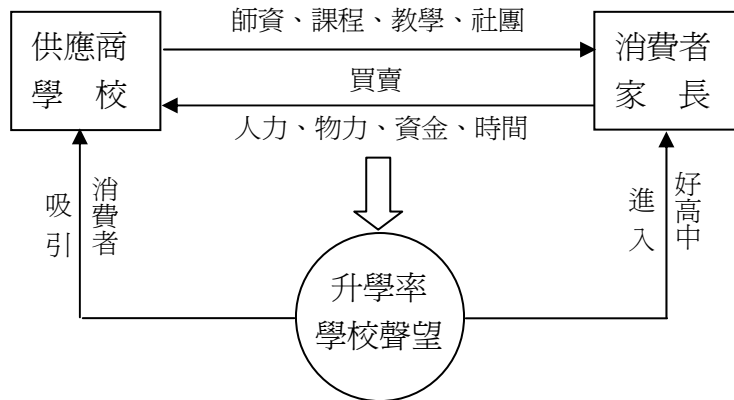 師資、課程、教學、社團
供應商
學 校
消費者
家 長
買賣
人力、物力、資金、時間
吸引
消費者
進入
好高中
升學率
學校聲望